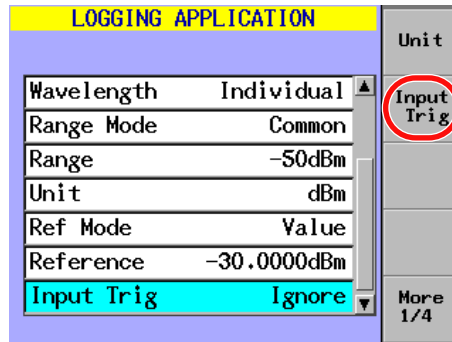 LOGGING APPLICATION
Wavelength Individual
Range Mode Common
Range -50dBm
Unit dBm
Ref Mode Value
Reference -30.0000dBm
Input Trig Ignore
Unit
Input
Trig
More
1/4